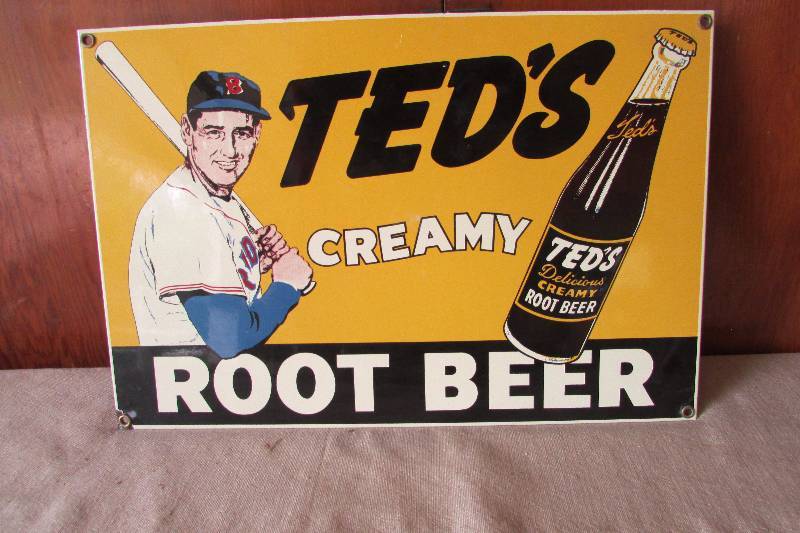 TED'S
CREAMY
ROOT BEER
B
Ted's
TED'S
Delicious
CREAMY
ROOT BEER